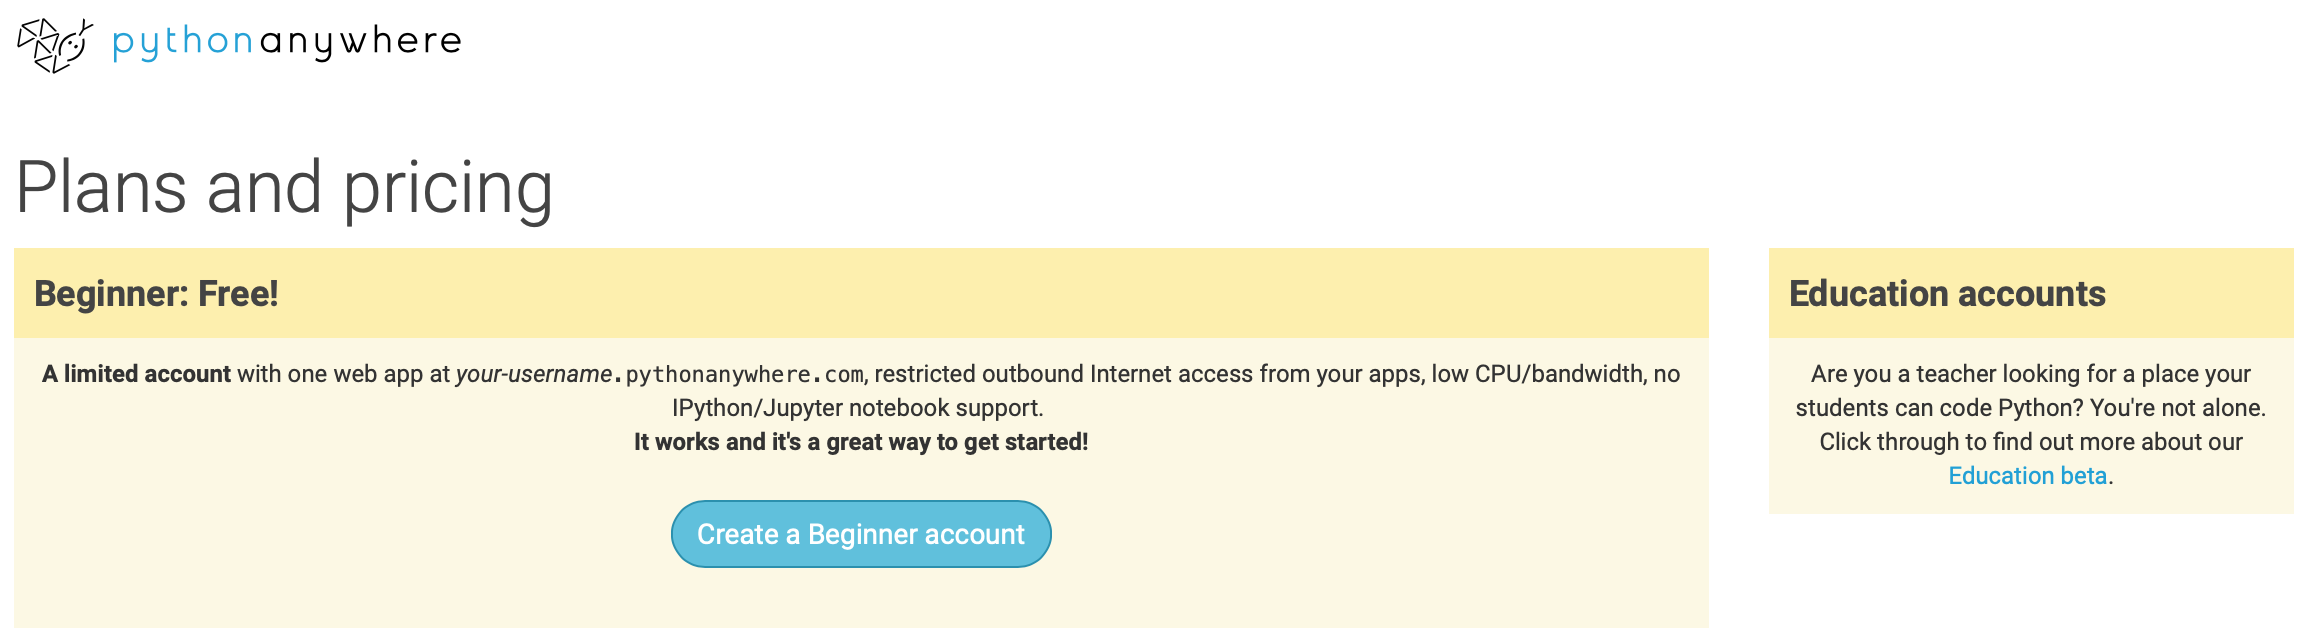 pythonanywhere
Plans and pricing
Beginner: Free!
A limited account with one web app at your-username.pythonanywhere.com, restricted outbound Internet access from your apps, low CPU/bandwidth, no
IPython/Jupyter notebook support.
It works and it's a great way to get started!
Create a Beginner account
Education accounts
Are you a teacher looking for a place your
students can code Python? You're not alone.
Click through to find out more about our
Education beta.